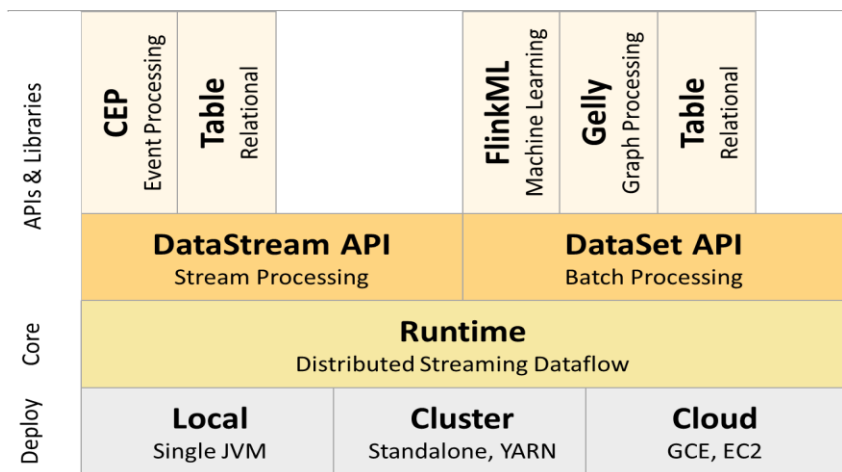 APIs & Libraries
CEP
Event Processing
Table
Relational
FlinkML
Machine Learning
Gelly
Graph Processing
Table
Relational
DataStream API
Stream Processing
DataSet API
Batch Processing
Core
Runtime
Distributed Streaming Dataflow
Deploy
Local
Single JVM
Cluster
Standalone, YARN
Cloud
GCE, EC2